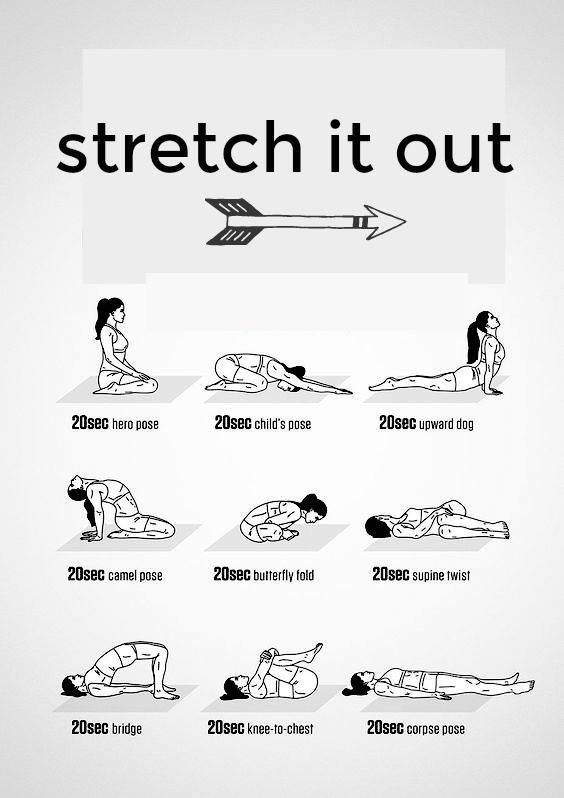 stretch it out
20sec hero pose
20sec child's pose
20sec upward dog
20sec camel pose
20sec butterfly fold
20sec supine twist
20sec bridge
20sec knee-to-chest
20sec corpse pose